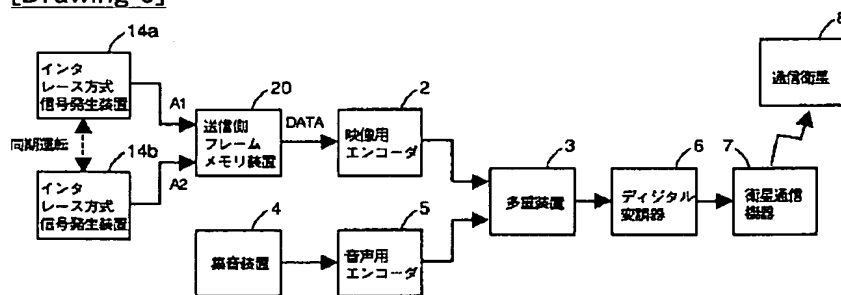 14a
インタ
レース方式
信号発生装置
同期運転
14b
インタ
レース方式
信号発生装置
A1
A2
20
送信側
フレーム
メモリ装置
DATA
2
映像用
エンコーダ
4
集音装置
5
音声用
エンコーダ
3
多重装置
6
ディジタル
変調器
7
衛星通信
機器
8
通信衛星